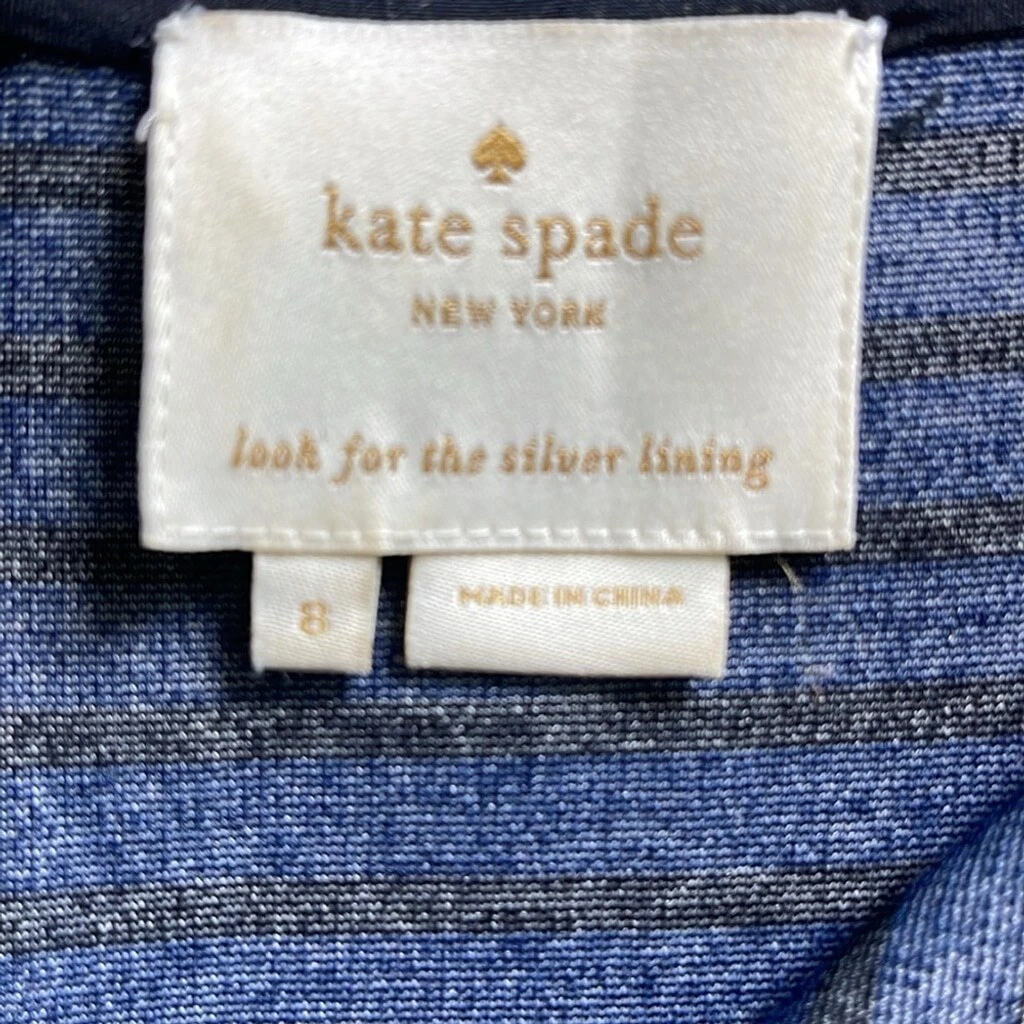 kate spade
NEW YORK
look for the silver lining
8
MADE IN CHINA